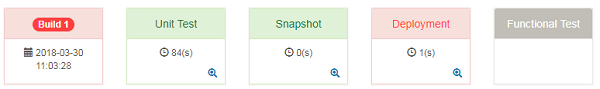 Build 1
2018-03-30
11:03:28
Unit Test
84(s)
Snapshot
0(s)
Deployment
1(s)
Functional Test